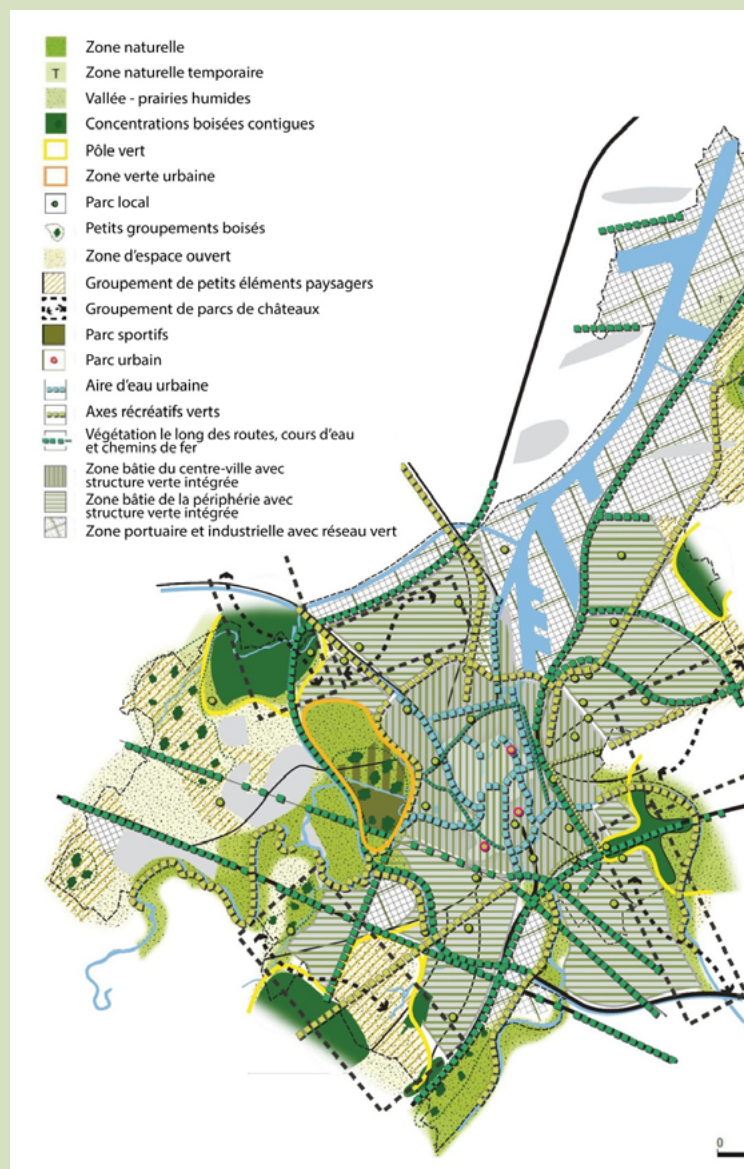 Zone naturelle
T Zone naturelle temporaire
Vallée - prairies humides
Concentrations boisées contigues
Pôle vert
Zone verte urbaine
Parc local
Petits groupements boisés
Zone d'espace ouvert
Groupement de petits éléments paysagers
Groupement de parcs de châteaux
Parc sportifs
Parc urbain
Aire d'eau urbaine
Axes récréatifs verts
Végétation le long des routes, cours d'eau
et chemins de fer
Zone bâtie du centre-ville avec
structure verte intégrée
Zone bâtie de la périphérie avec
structure verte intégrée
Zone portuaire et industrielle avec réseau vert
T
0